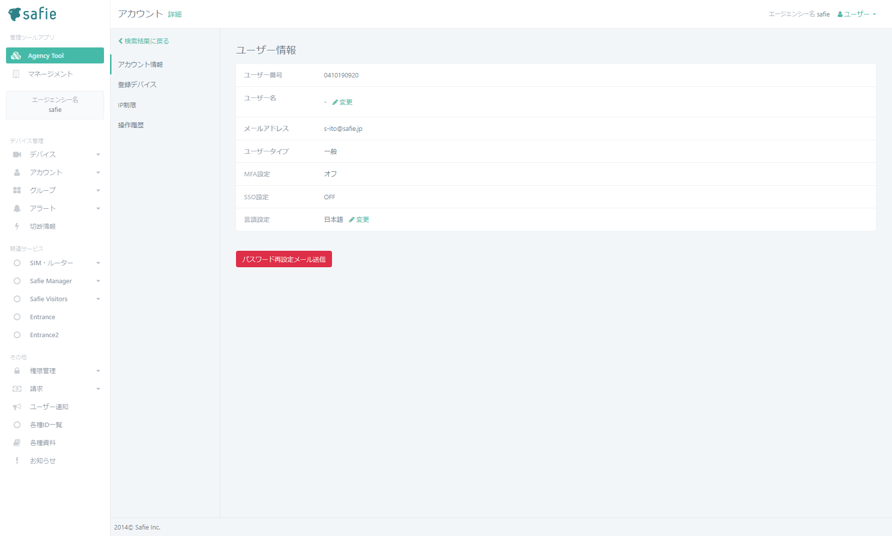 safie
管理ツールアプリ
Agency Tool
マネージメント
エージェンシー名
safie
デバイス管理
デバイス
アカウント
グループ
アラート
切断情報
関連サービス
SIM・ルーター
Safie Manager
Safie Visitors
Entrance
Entrance2
その他
権限管理
請求
ユーザー通知
各種ID一覧
各種資料
お知らせ
アカウント 詳細
エージェンシー名 safie ユーザー
検索結果に戻る
アカウント情報
登録デバイス
IP制限
操作履歴
ユーザー情報
ユーザー番号 0410190920
ユーザー名 - 変更
メールアドレス s-ito@safie.jp
ユーザータイプ 一般
MFA設定 オフ
SSO設定 OFF
言語設定 日本語 変更
パスワード再設定メール送信
2014© Safie Inc.